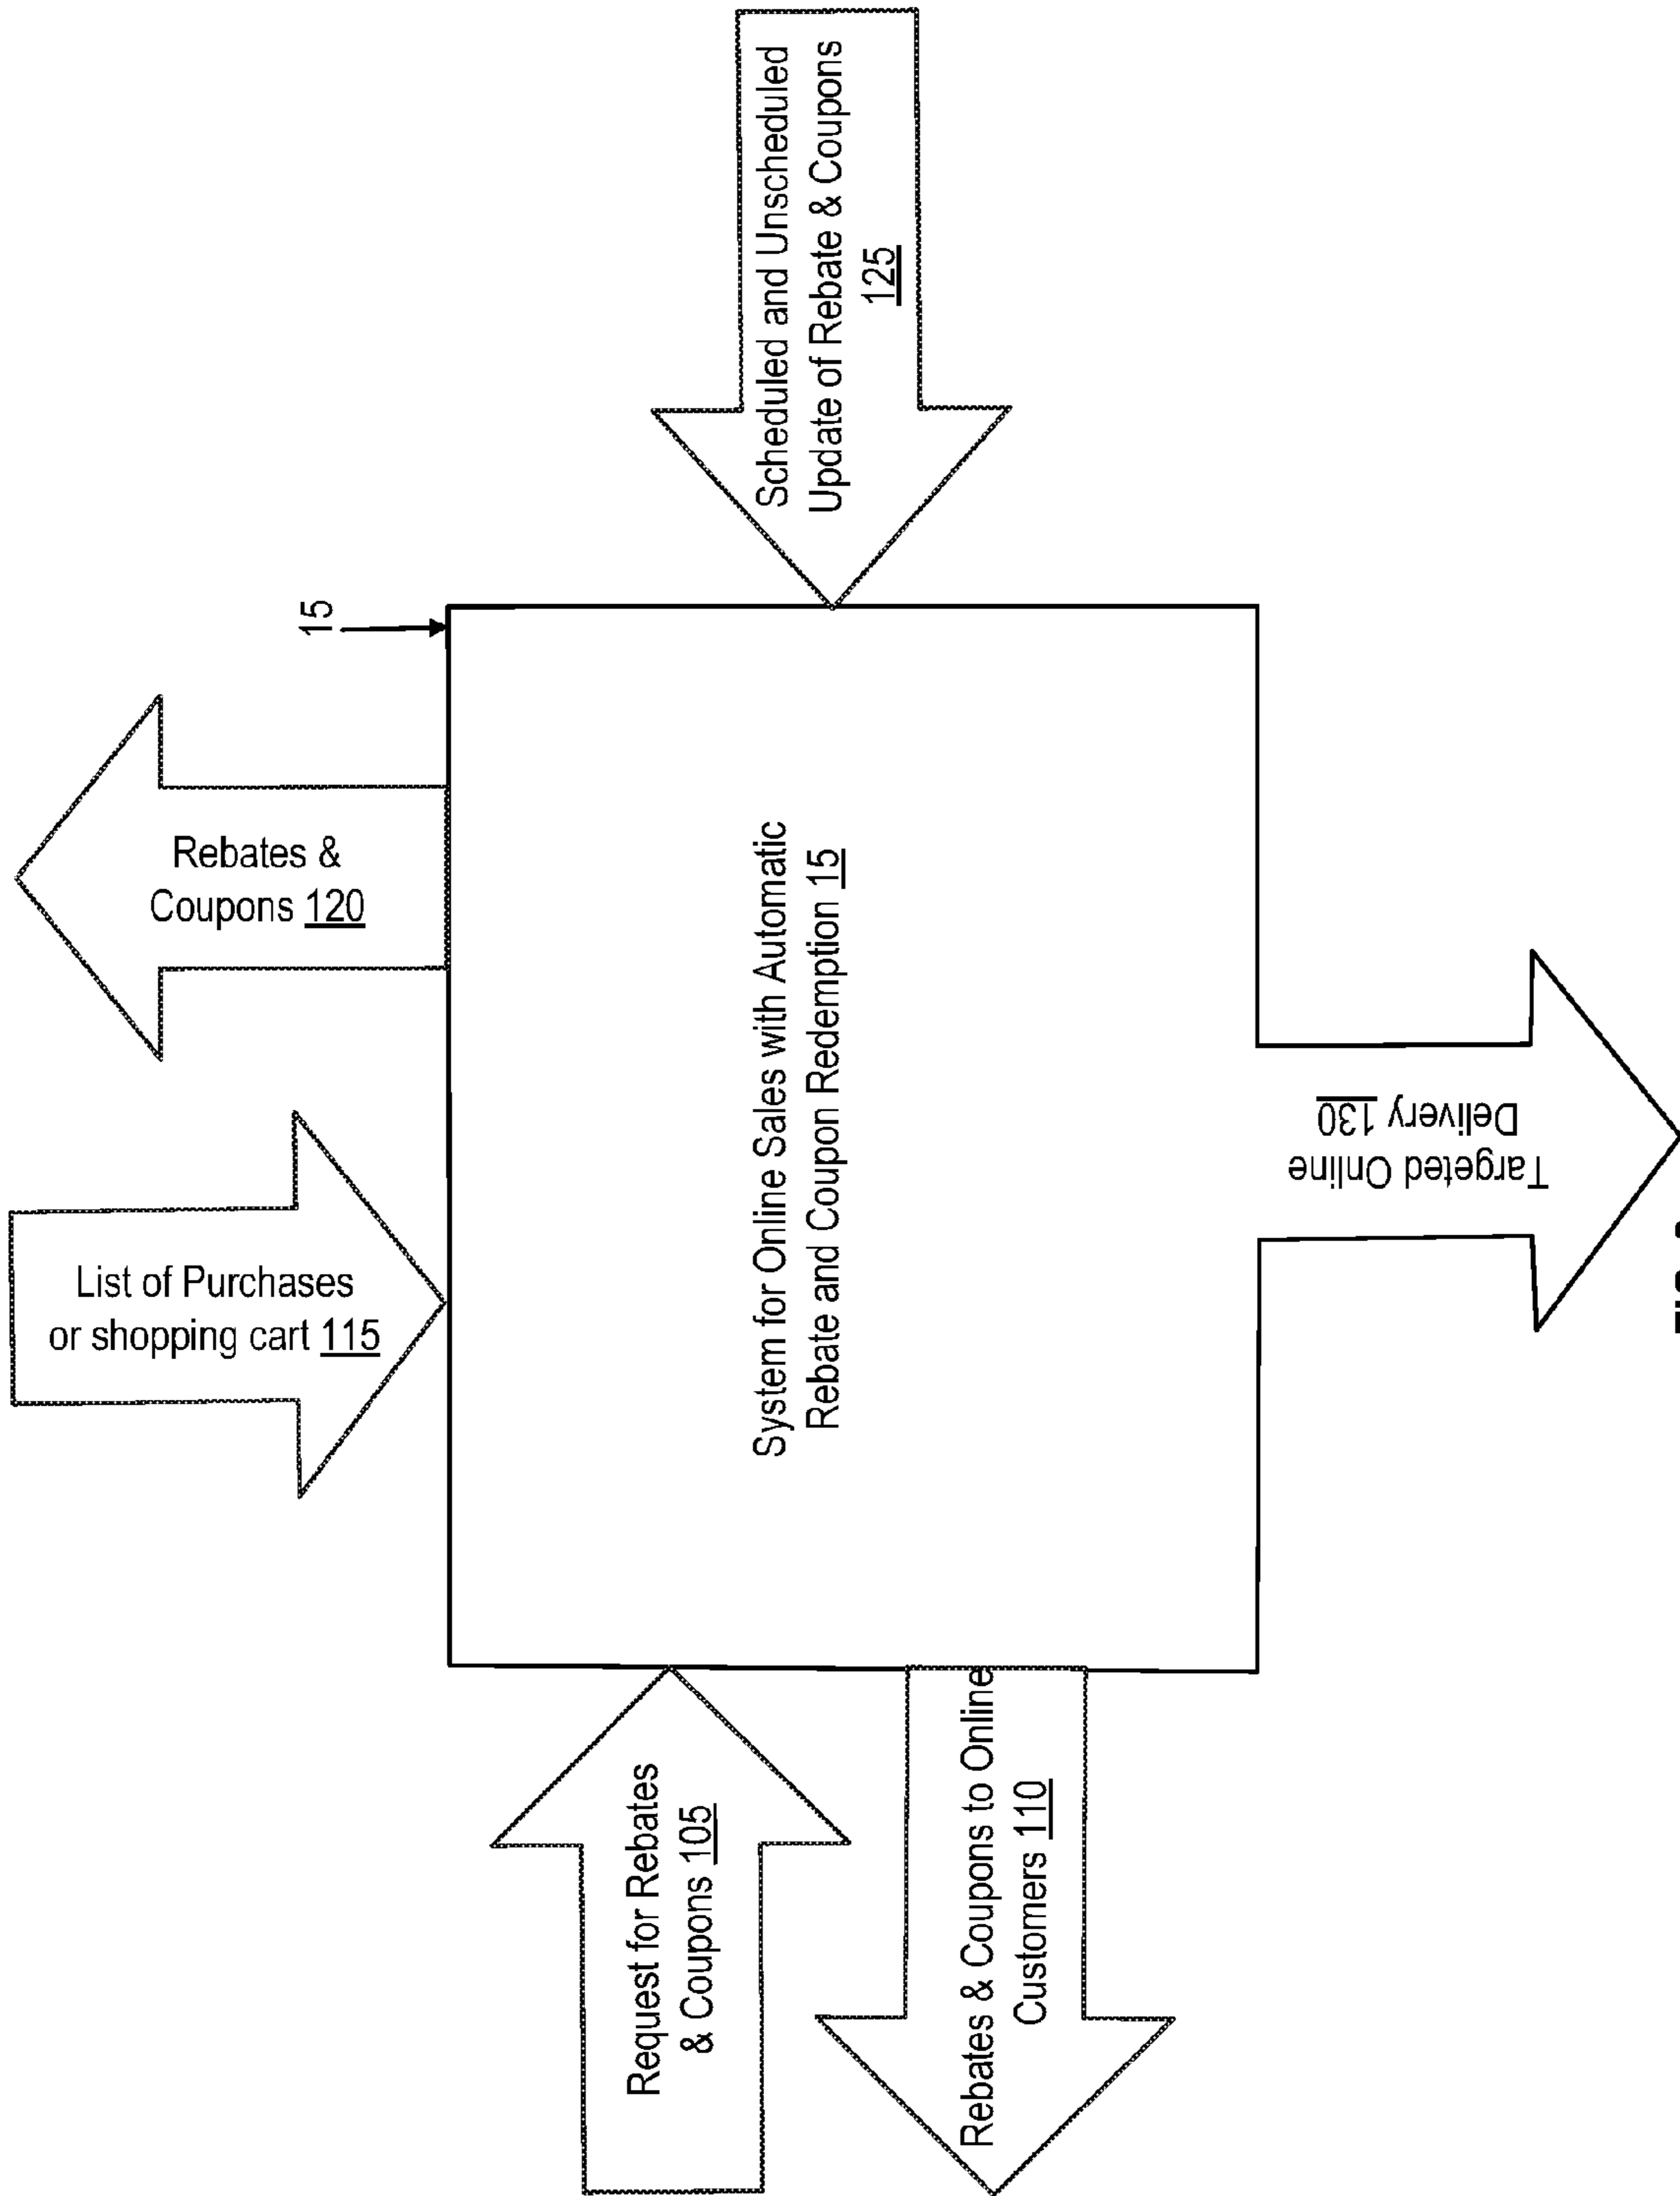 Request for Rebates
& Coupons 105
Rebates & Coupons to Online
Customers 110
List of Purchases
or shopping cart 115
Rebates &
Coupons 120
15
System for Online Sales with Automatic
Rebate and Coupon Redemption 15
Scheduled and Unscheduled
Update of Rebate & Coupons
125
Targeted Online
Delivery 130